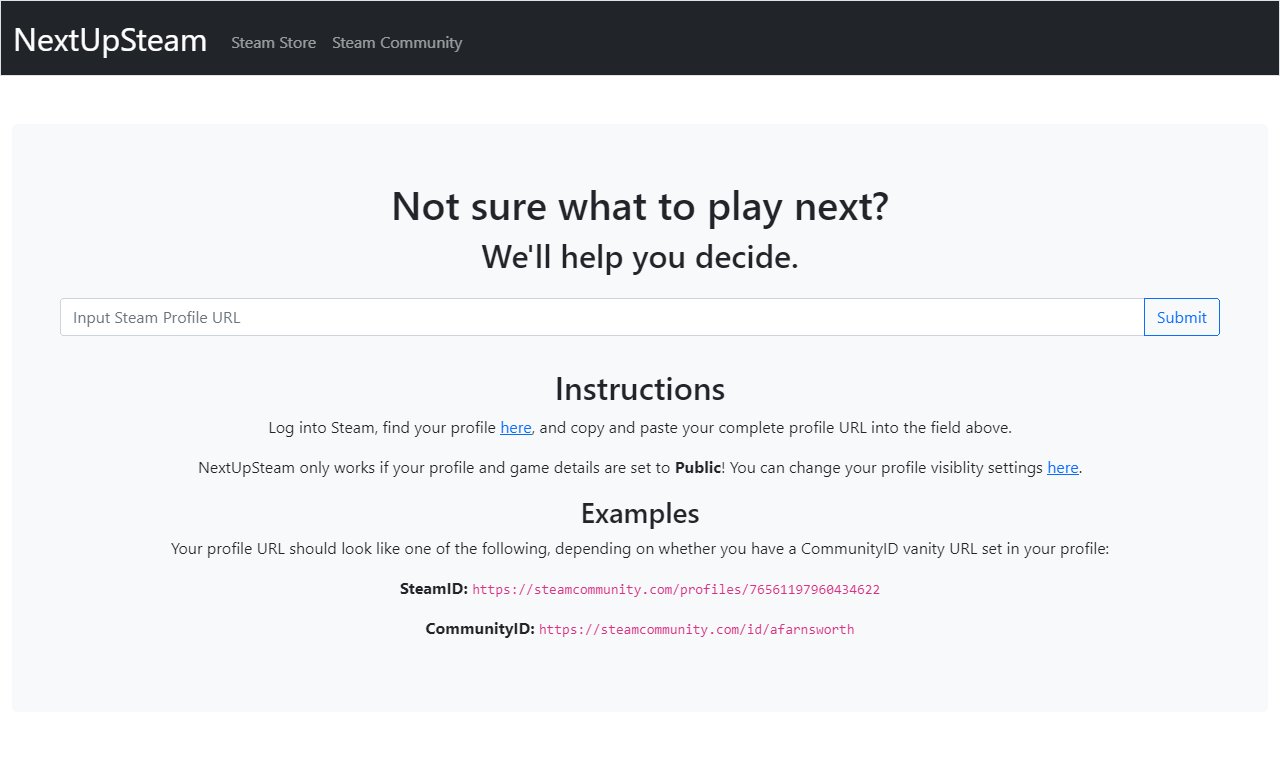 NextUpSteam Steam Store Steam Community
Not sure what to play next?
We'll help you decide.
Input Steam Profile URL Submit
Instructions
Log into Steam, find your profile here, and copy and paste your complete profile URL into the field above.
NextUpSteam only works if your profile and game details are set to Public! You can change your profile visiblity settings here.
Examples
Your profile URL should look like one of the following, depending on whether you have a CommunityID vanity URL set in your profile:
SteamID: https://steamcommunity.com/profiles/76561197960434622
CommunityID: https://steamcommunity.com/id/afarnsworth